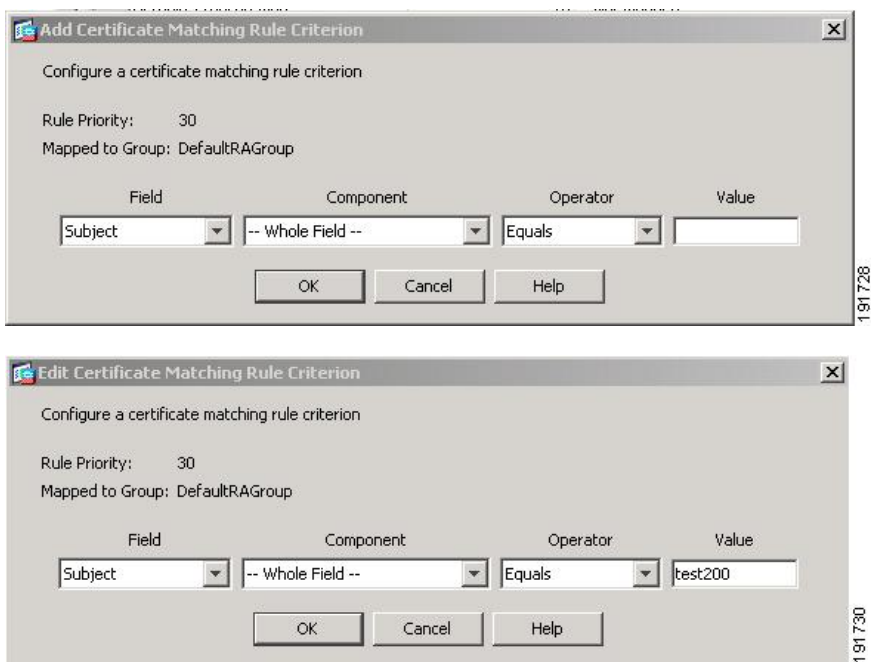 Add Certificate Matching Rule Criterion
Configure a certificate matching rule criterion
Rule Priority: 30
Mapped to Group: DefaultRAGroup
Field Component Operator Value
Subject -- Whole Field -- Equals
OK Cancel Help
191728
Edit Certificate Matching Rule Criterion
Configure a certificate matching rule criterion
Rule Priority: 30
Mapped to Group: DefaultRAGroup
Field Component Operator Value
Subject -- Whole Field -- Equals test200
OK Cancel Help
191730